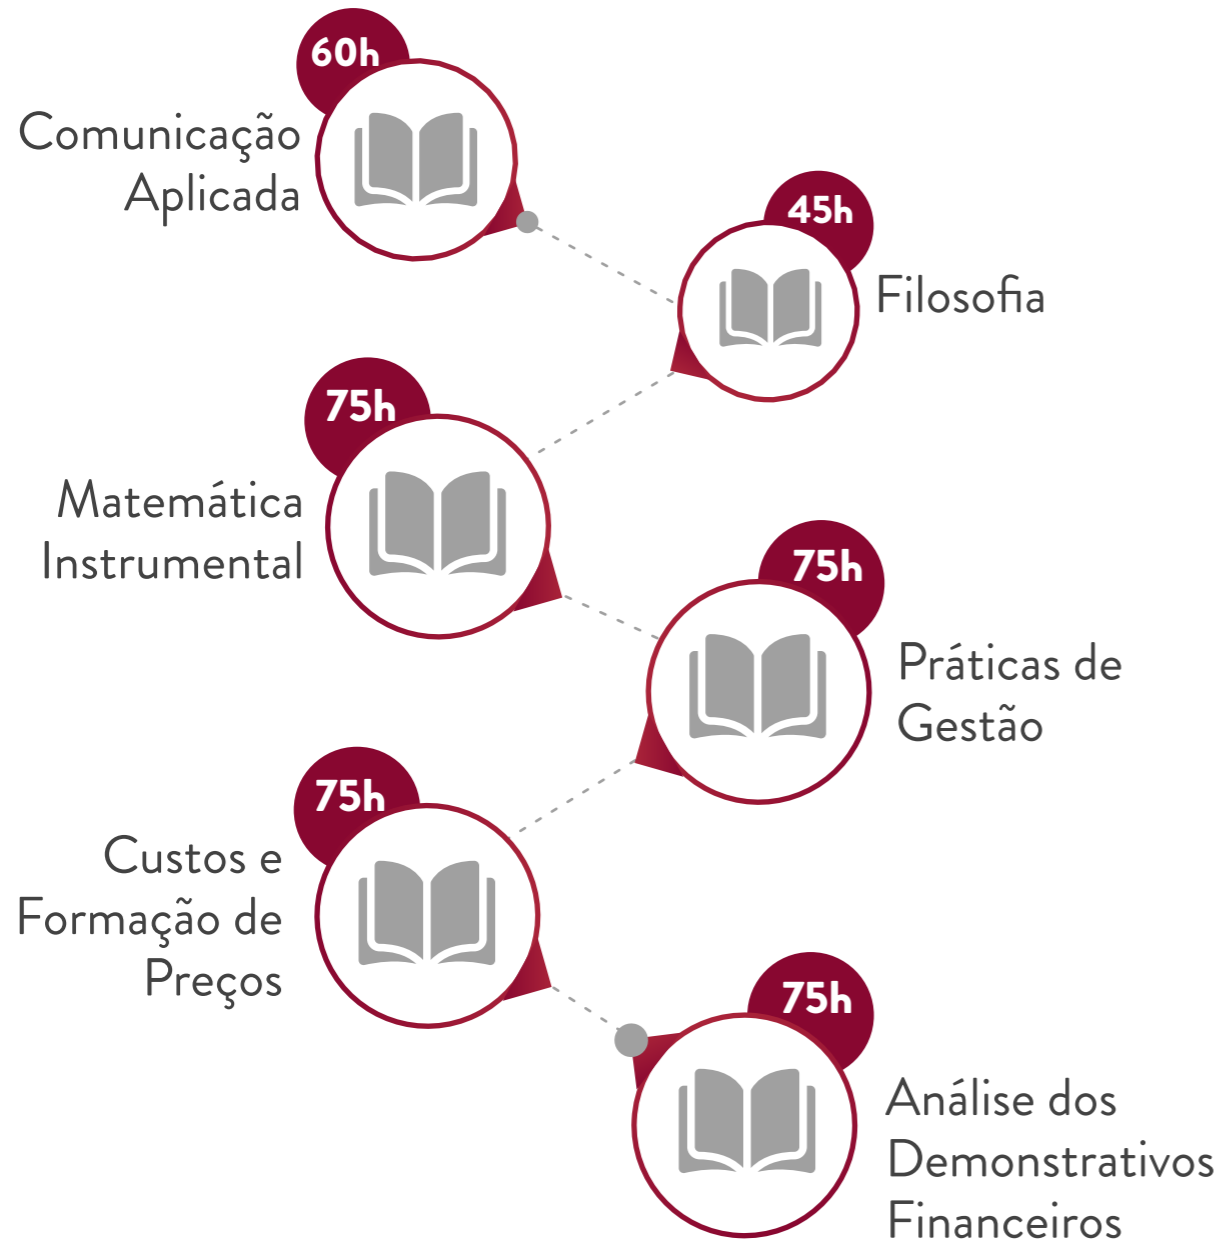 60h
Comunicação
Aplicada
45h
Filosofia
75h
Matemática
Instrumental
75h
Práticas de
Gestão
75h
Custos e
Formação de
Preços
75h
Análise dos
Demonstrativos
Financeiros